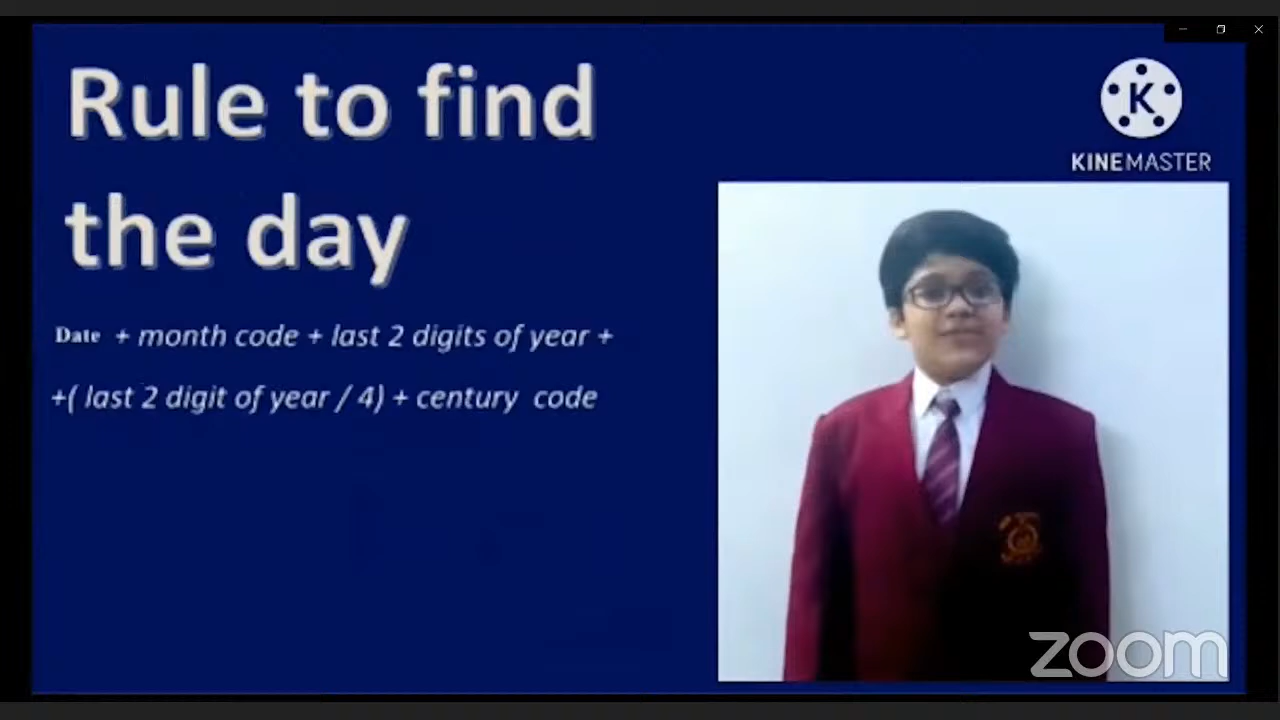 Rule to find
the day
KINEMASTER
Date + month code + last 2 digits of year +
+( last 2 digit of year / 4) + century code
zoom